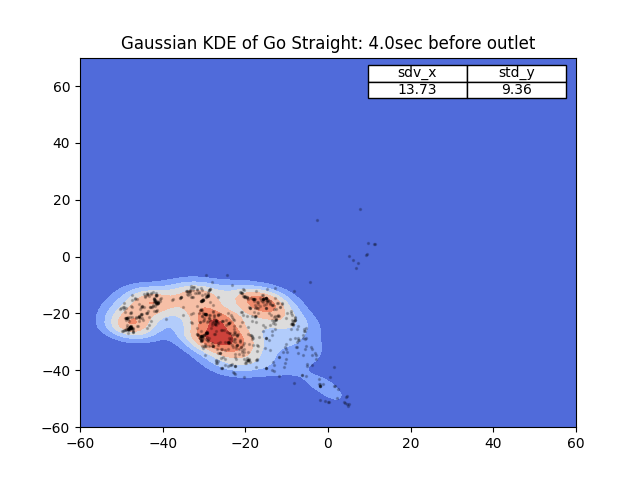 Gaussian KDE of Go Straight: 4.0sec before outlet
sdv_x std_y
13.73 9.36
60
40
20
0
−20
−40
−60
−60 −40 −20 0 20 40 60